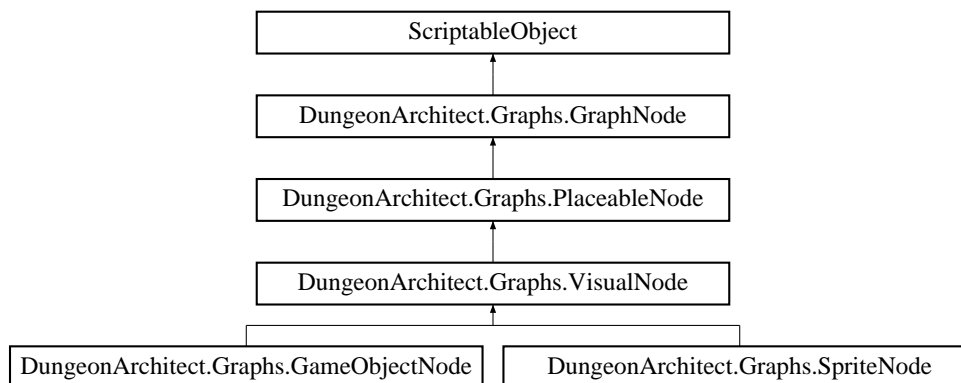 ScriptableObject
DungeonArchitect.Graphs.GraphNode
DungeonArchitect.Graphs.PlaceableNode
DungeonArchitect.Graphs.VisualNode
DungeonArchitect.Graphs.GameObjectNode
DungeonArchitect.Graphs.SpriteNode